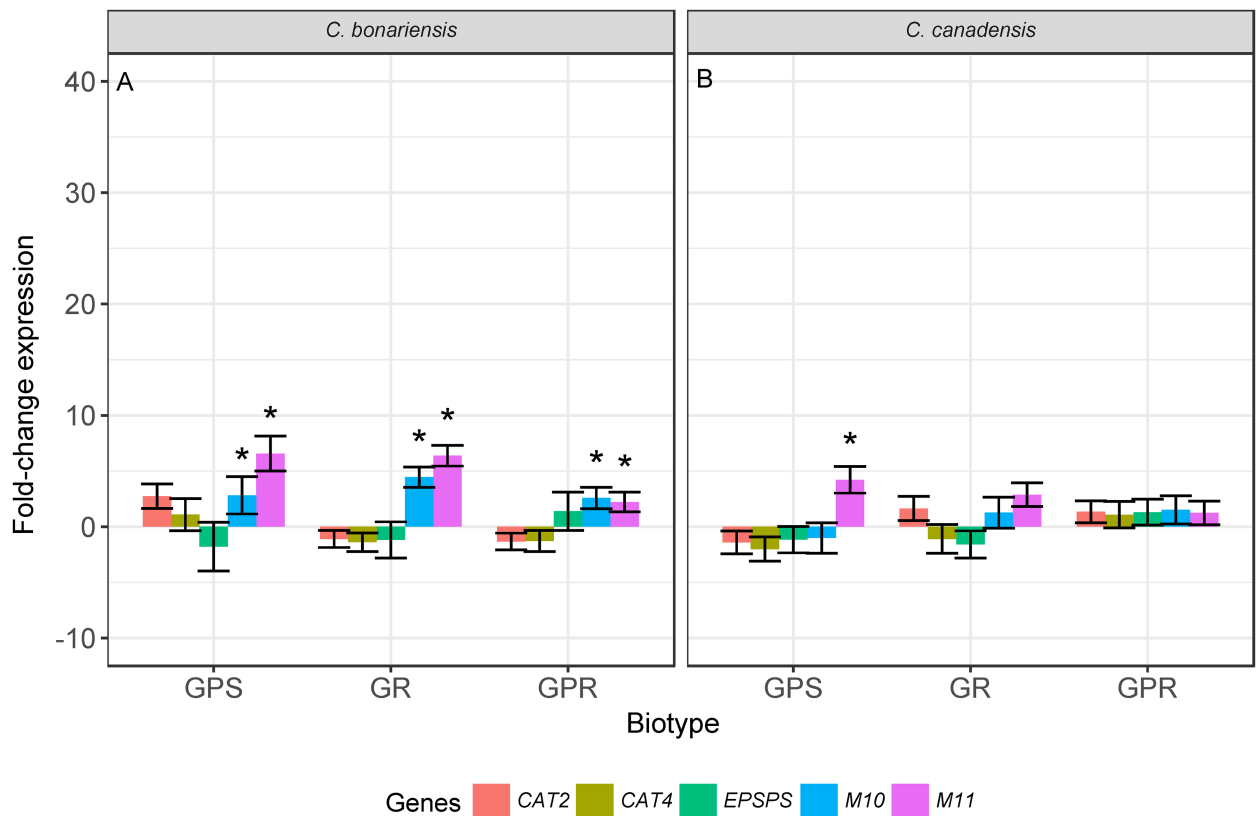 C. bonariensis
C. canadensis
A
B
40
30
20
10
0
-10
Fold-change expression
* * * * * *
*
GPS GR GPR
GPS GR GPR
Biotype
Genes CAT2 CAT4 EPSPS M10 M11